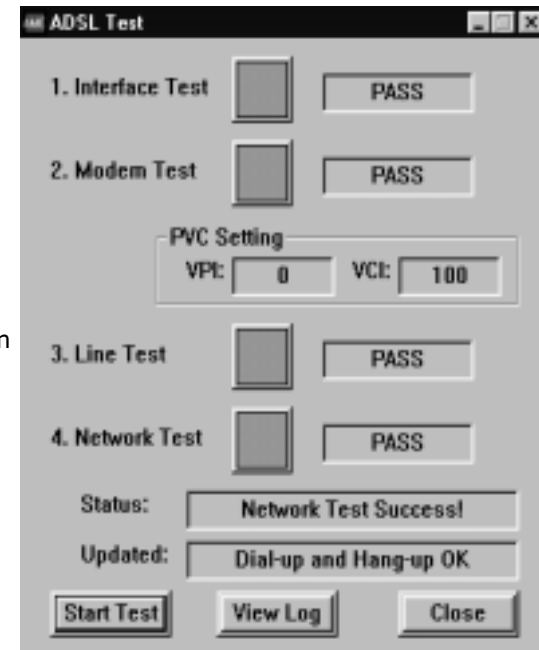 ADSL Test
1. Interface Test PASS
2. Modem Test PASS
PVC Setting
VPI: 0 VCI: 100
3. Line Test PASS
4. Network Test PASS
Status: Network Test Success!
Updated: Dial-up and Hang-up OK
Start Test View Log Close